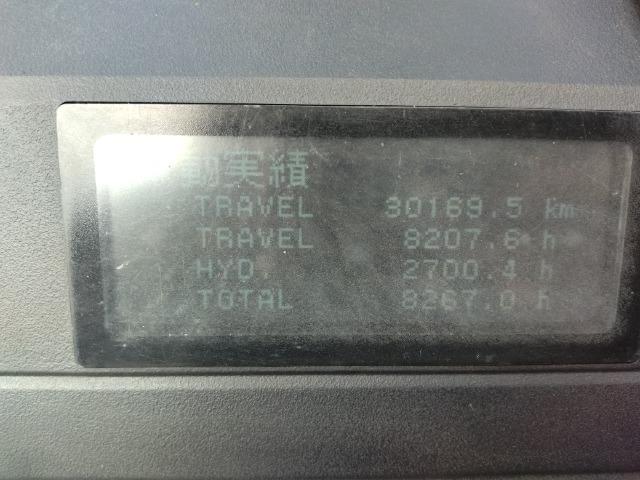 動実績
TRAVEL 30169.5 km
TRAVEL 8207.6 h
HYD. 2700.4 h
TOTAL 8267.0 h